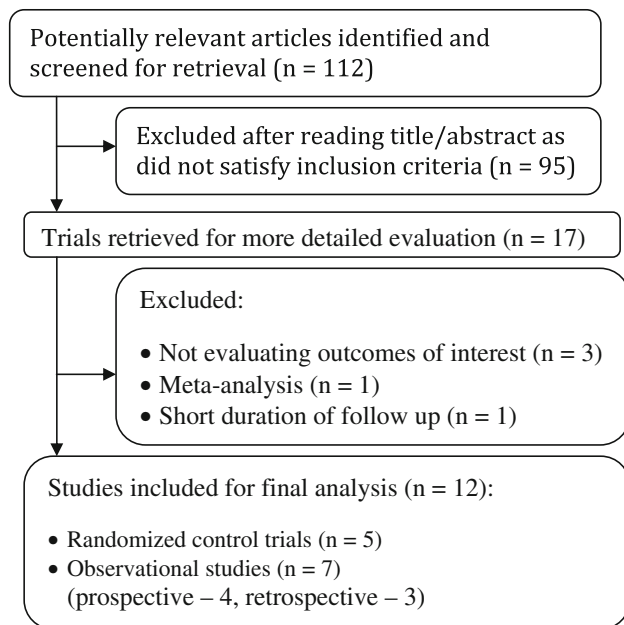 Potentially relevant articles identified and
screened for retrieval (n = 112)
Excluded after reading title/abstract as
did not satisfy inclusion criteria (n = 95)
Trials retrieved for more detailed evaluation (n = 17)
Excluded:
• Not evaluating outcomes of interest (n = 3)
• Meta-analysis (n = 1)
• Short duration of follow up (n = 1)
Studies included for final analysis (n = 12):
• Randomized control trials (n = 5)
• Observational studies (n = 7)
(prospective – 4, retrospective – 3)